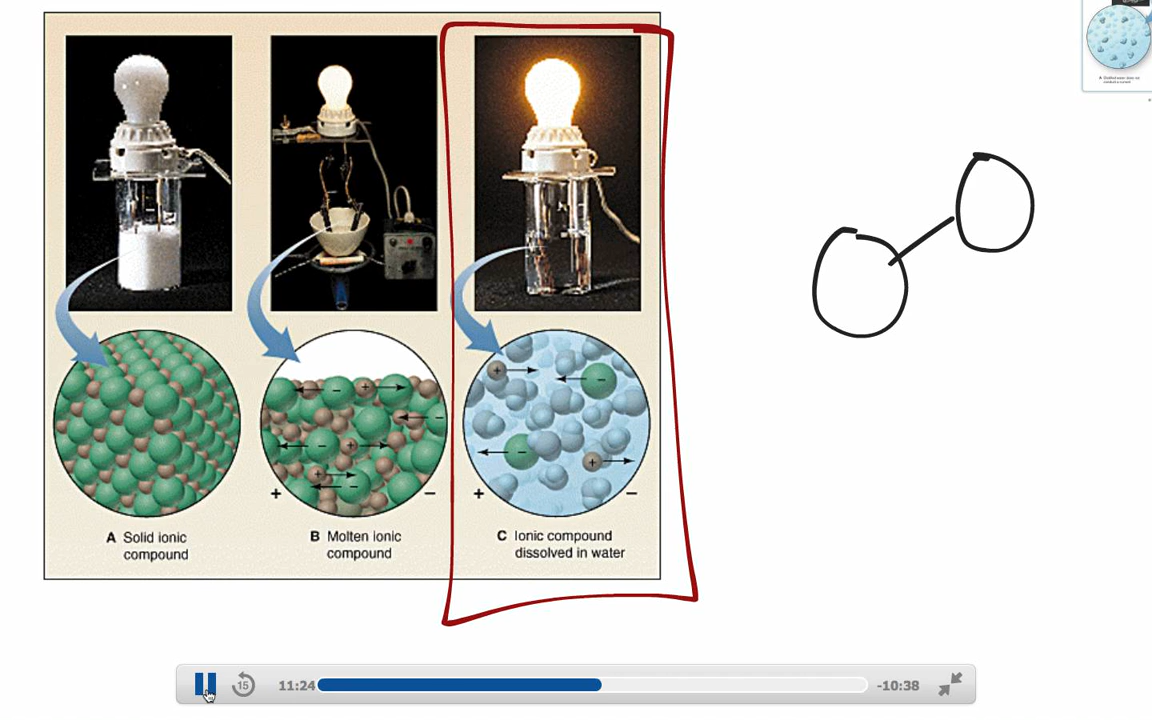 A Solid ionic
compound
B Molten ionic
compound
C Ionic compound
dissolved in water
+
−
+
−
15
11:24
-10:38